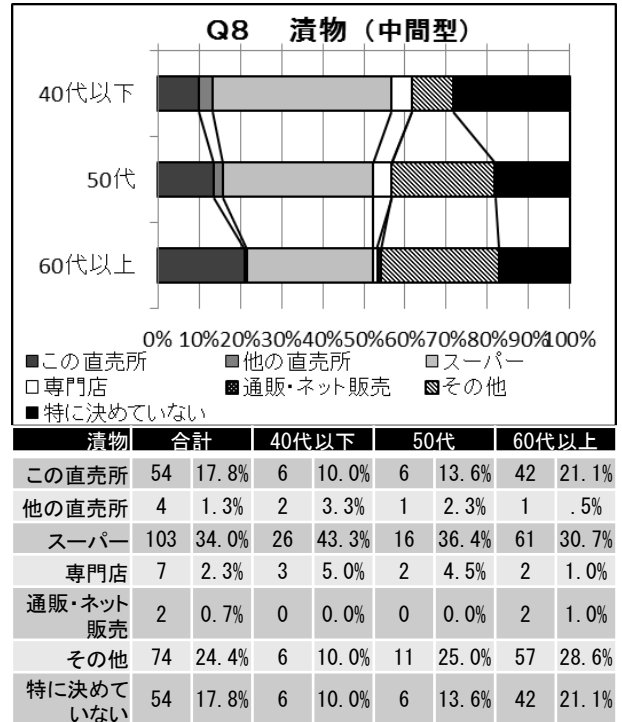 Q8 漬物（中間型）
40代以下
50代
60代以上
0% 10%20%30%40%50%60%70%80%90%100%
■この直売所 ■他の直売所 ■スーパー
□専門店 ■通販・ネット販売 その他
■特に決めていない
漬物 合計 40代以下 50代 60代以上
この直売所 54 17.8% 6 10.0% 6 13.6% 42 21.1%
他の直売所 4 1.3% 2 3.3% 1 2.3% 1 .5%
スーパー 103 34.0% 26 43.3% 16 36.4% 61 30.7%
専門店 7 2.3% 3 5.0% 2 4.5% 2 1.0%
通販・ネット
販売 2 0.7% 0 0.0% 0 0.0% 2 1.0%
その他 74 24.4% 6 10.0% 11 25.0% 57 28.6%
特に決めて
いない 54 17.8% 6 10.0% 6 13.6% 42 21.1%